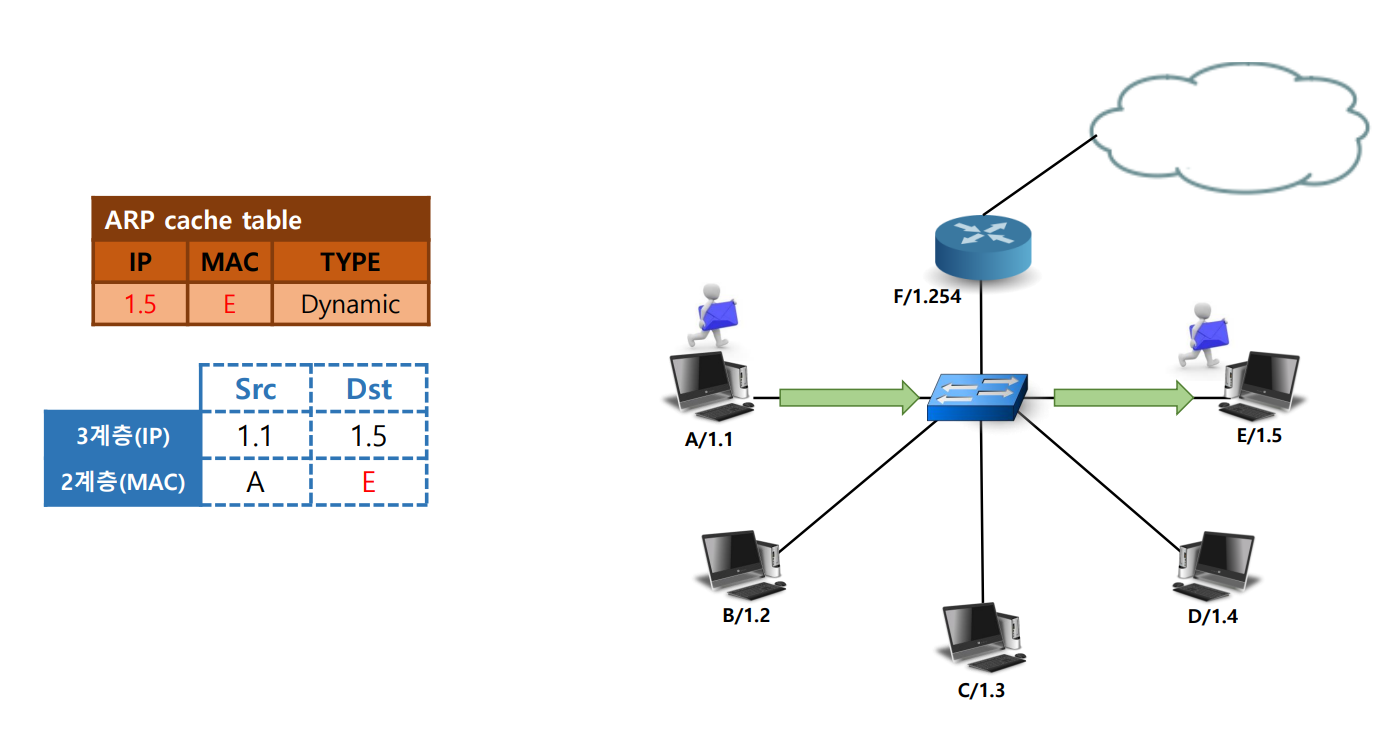 ARP cache table
IP MAC TYPE
1.5 E Dynamic
Src Dst
3계층(IP) 1.1 1.5
2계층(MAC) A E
F/1.254
A/1.1
E/1.5
B/1.2
D/1.4
C/1.3